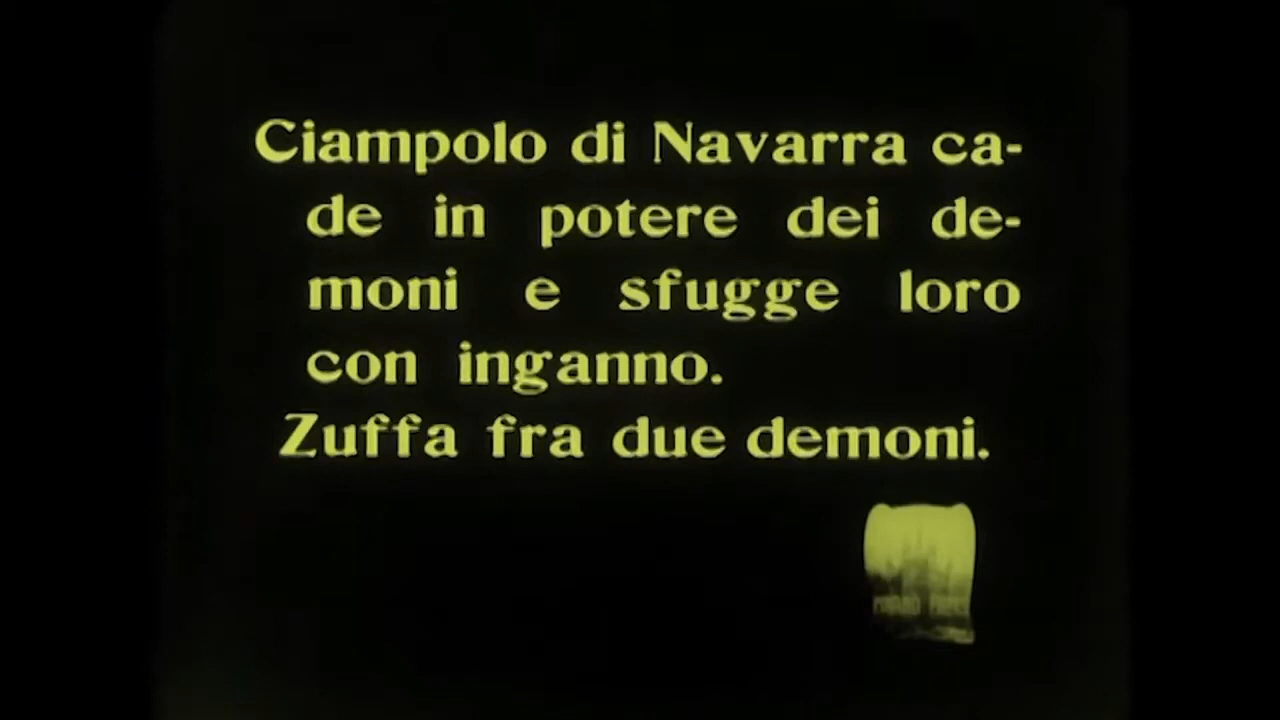 Ciampolo di Navarra ca-
de in potere dei de-
moni e sfugge loro
con inganno.
Zuffa fra due demoni.